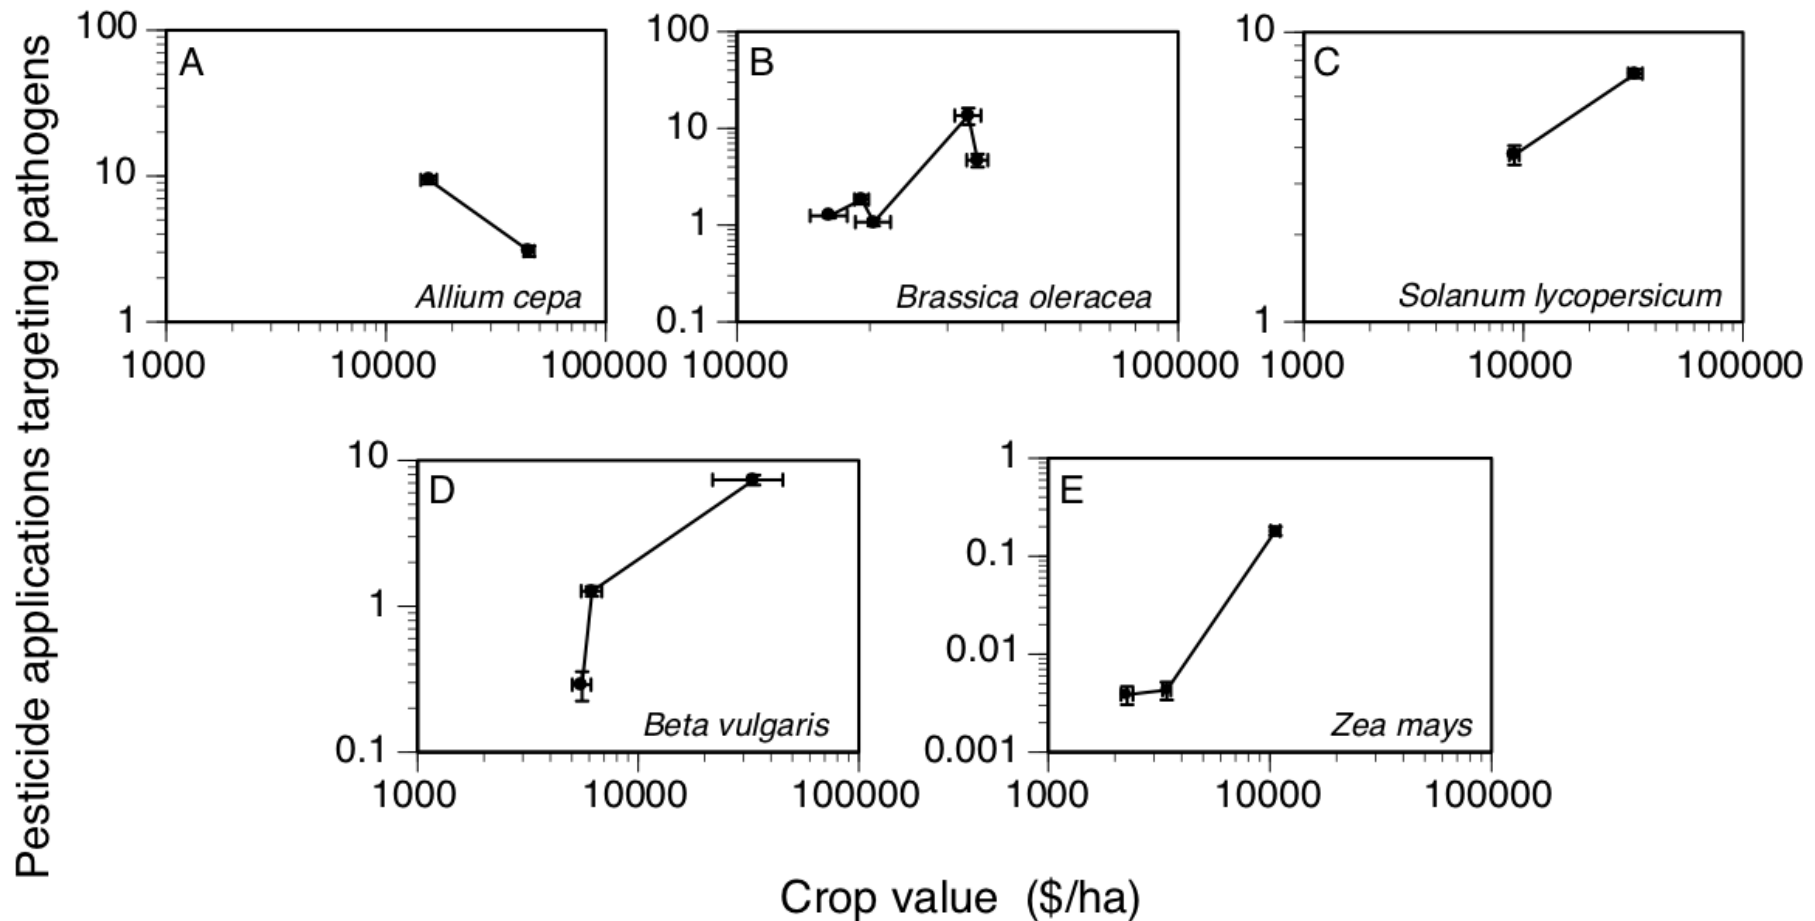 Pesticide applications targeting pathogens
100
10
1
A
Allium cepa
1000
10000
100000
100
10
1
0.1
B
Brassica oleracea
10000
100000
10
1
C
Solanum lycopersicum
1000
10000
100000
10
1
0.1
D
Beta vulgaris
1000
10000
100000
1
0.1
0.01
0.001
E
Zea mays
1000
10000
100000
Crop value ($/ha)